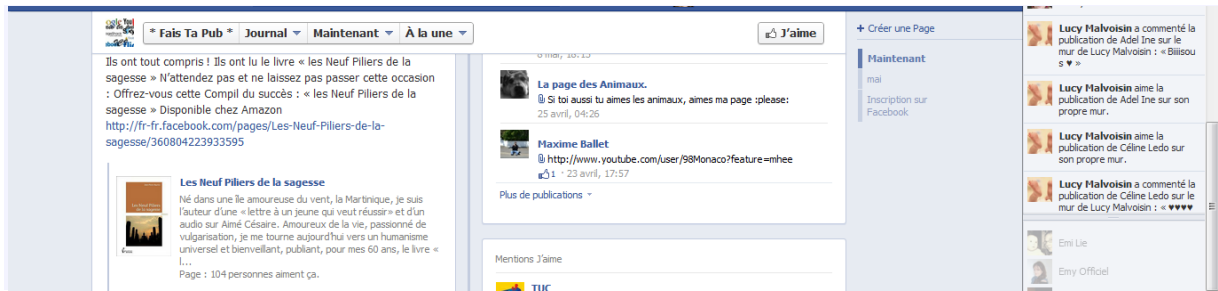 * Fais Ta Pub *
Journal
Maintenant
À la une
J'aime
Ils ont tout compris ! Ils ont lu le livre « les Neuf Piliers de la
sagesse » N'attendez pas et ne laissez pas passer cette occasion
: Offrez-vous cette Compil du succès : « les Neuf Piliers de la
sagesse » Disponible chez Amazon
http://fr-fr.facebook.com/pages/Les-Neuf-Piliers-de-la-
sagesse/360804223933595
Les Neuf Piliers de la sagesse
Né dans une île amoureuse du vent, la Martinique, je suis
l'auteur d'une «lettre à un jeune qui veut réussir» et d'un
audio sur Aimé Césaire. Amoureux de la vie, passionné de
vulgarisation, je me tourne aujourd'hui vers un humanisme
universel et bienveillant, publiant, pour mes 60 ans, le livre «
l...
Page : 104 personnes aiment ça.
La page des Animaux.
Si toi aussi tu aimes les animaux, aimes ma page :please:
25 avril, 04:26
Maxime Ballet
http://www.youtube.com/user/98Monaco?feature=mhee
1 · 23 avril, 17:57
Plus de publications
Mentions J'aime
TUC
+ Créer une Page
Maintenant
mai
Inscription sur
Facebook
Lucy Malvoisin a commenté la
publication de Adel Ine sur le
mur de Lucy Malvoisin : « Biiisou
s ♥ »
Lucy Malvoisin aime la
publication de Adel Ine sur son
propre mur.
Lucy Malvoisin aime la
publication de Céline Ledo sur
son propre mur.
Lucy Malvoisin a commenté la
publication de Céline Ledo sur le
mur de Lucy Malvoisin : « ♥♥♥♥
Emi Lie
Emy Officiel